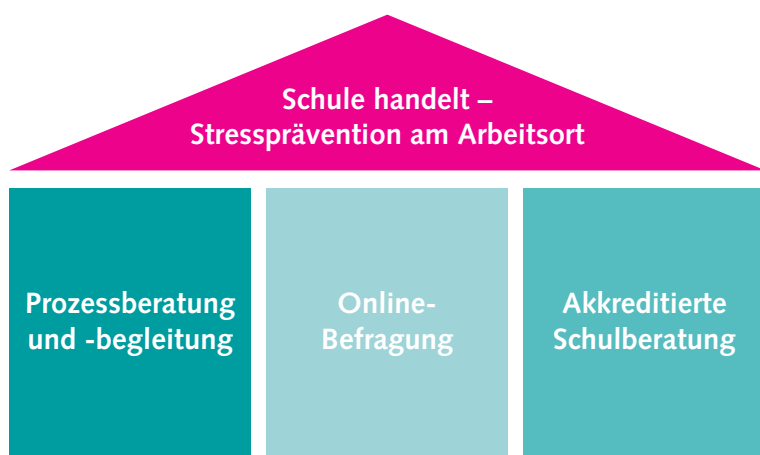 Schule handelt –
Stressprävention am Arbeitsort
Prozessberatung
und -begleitung
Online-
Befragung
Akkreditierte
Schulberatung